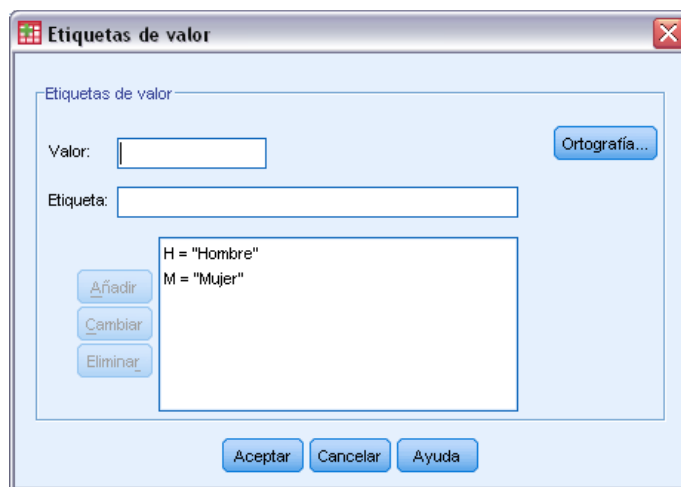 Etiquetas de valor
Etiquetas de valor
Valor:
Ortografía...
Etiqueta:
H = "Hombre"
M = "Mujer"
Añadir
Cambiar
Eliminar
Aceptar Cancelar Ayuda